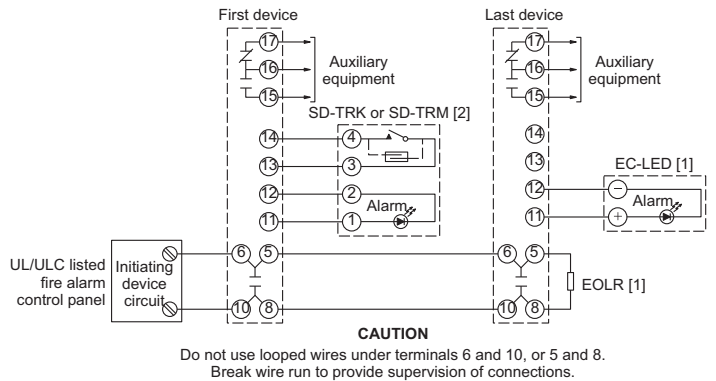 First device
Last device
17
16
15
Auxiliary
equipment
17
16
15
Auxiliary
equipment
SD-TRK or SD-TRM [2]
14
13
12
11
4
3
2
1
Alarm
14
13
12
11
EC-LED [1]
−
+
Alarm
UL/ULC listed
fire alarm
control panel
Initiating
device
circuit
6 5
10 8
6 5
10 8
EOLR [1]
CAUTION
Do not use looped wires under terminals 6 and 10, or 5 and 8.
Break wire run to provide supervision of connections.